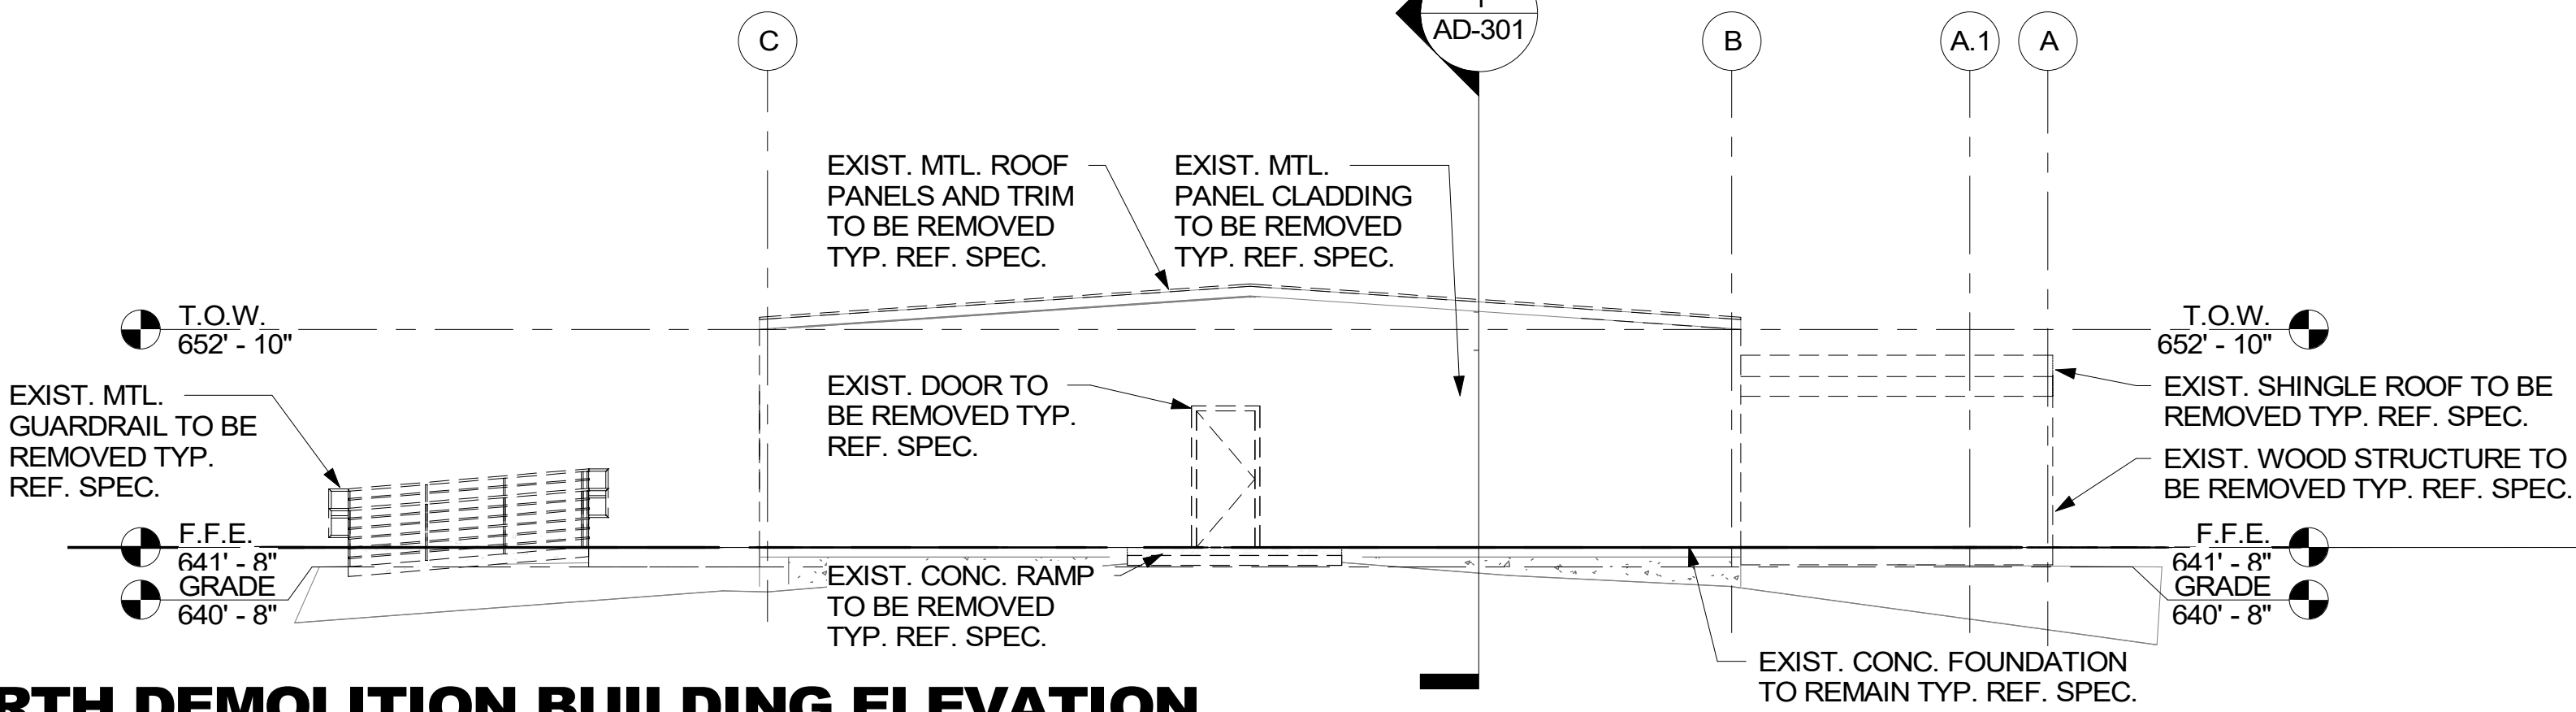 C
AD-301
B
A.1
A
EXIST. MTL. ROOF
PANELS AND TRIM
TO BE REMOVED
TYP. REF. SPEC.
EXIST. MTL.
PANEL CLADDING
TO BE REMOVED
TYP. REF. SPEC.
T.O.W.
652' - 10"
T.O.W.
652' - 10"
EXIST. MTL.
GUARDRAIL TO BE
REMOVED TYP.
REF. SPEC.
EXIST. DOOR TO
BE REMOVED TYP.
REF. SPEC.
EXIST. SHINGLE ROOF TO BE
REMOVED TYP. REF. SPEC.
EXIST. WOOD STRUCTURE TO
BE REMOVED TYP. REF. SPEC.
F.F.E.
641' - 8"
GRADE
640' - 8"
F.F.E.
641' - 8"
GRADE
640' - 8"
EXIST. CONC. RAMP
TO BE REMOVED
TYP. REF. SPEC.
EXIST. CONC. FOUNDATION
TO REMAIN TYP. REF. SPEC.
RTH DEMOLITION BUILDING ELEVATION